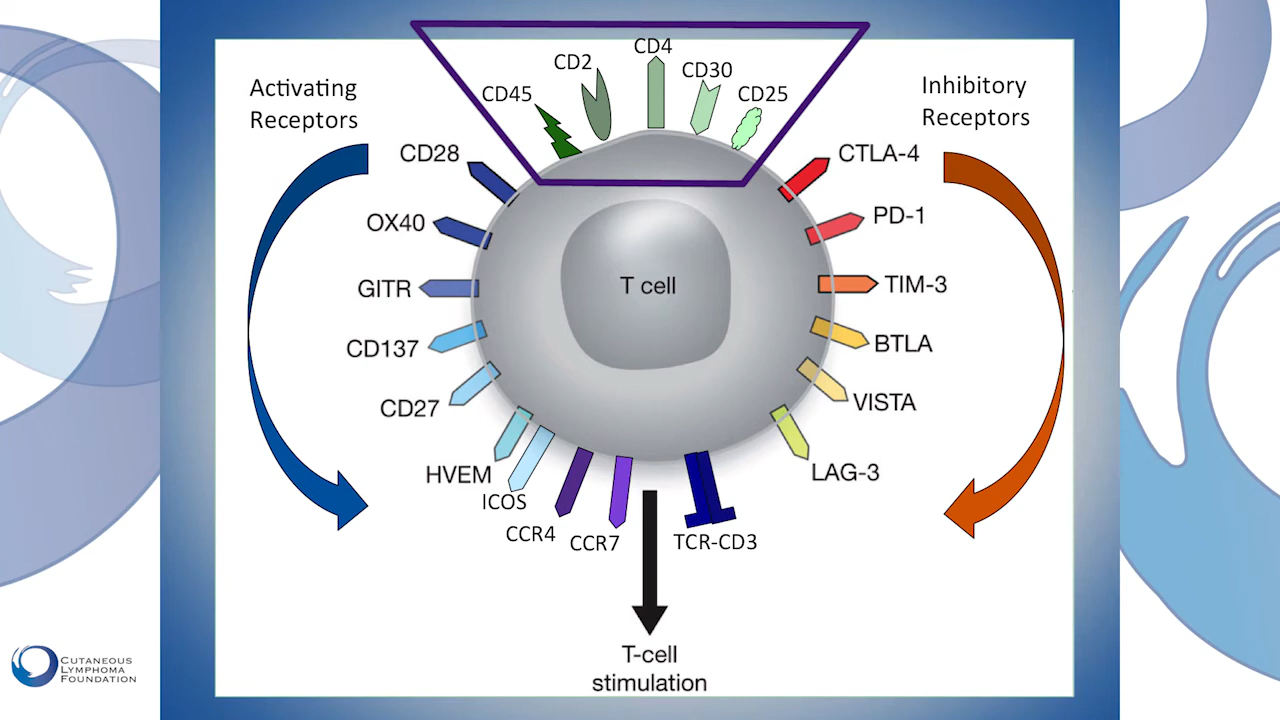 Activating
Receptors
CD45
CD2
CD4
CD30
CD25
Inhibitory
Receptors
CD28
OX40
GITR
CD137
CD27
HVEM
ICOS
CCR4
CCR7
TCR-CD3
CTLA-4
PD-1
TIM-3
BTLA
VISTA
LAG-3
T cell
T-cell
stimulation
CUTANEOUS
LYMPHOMA
FOUNDATION